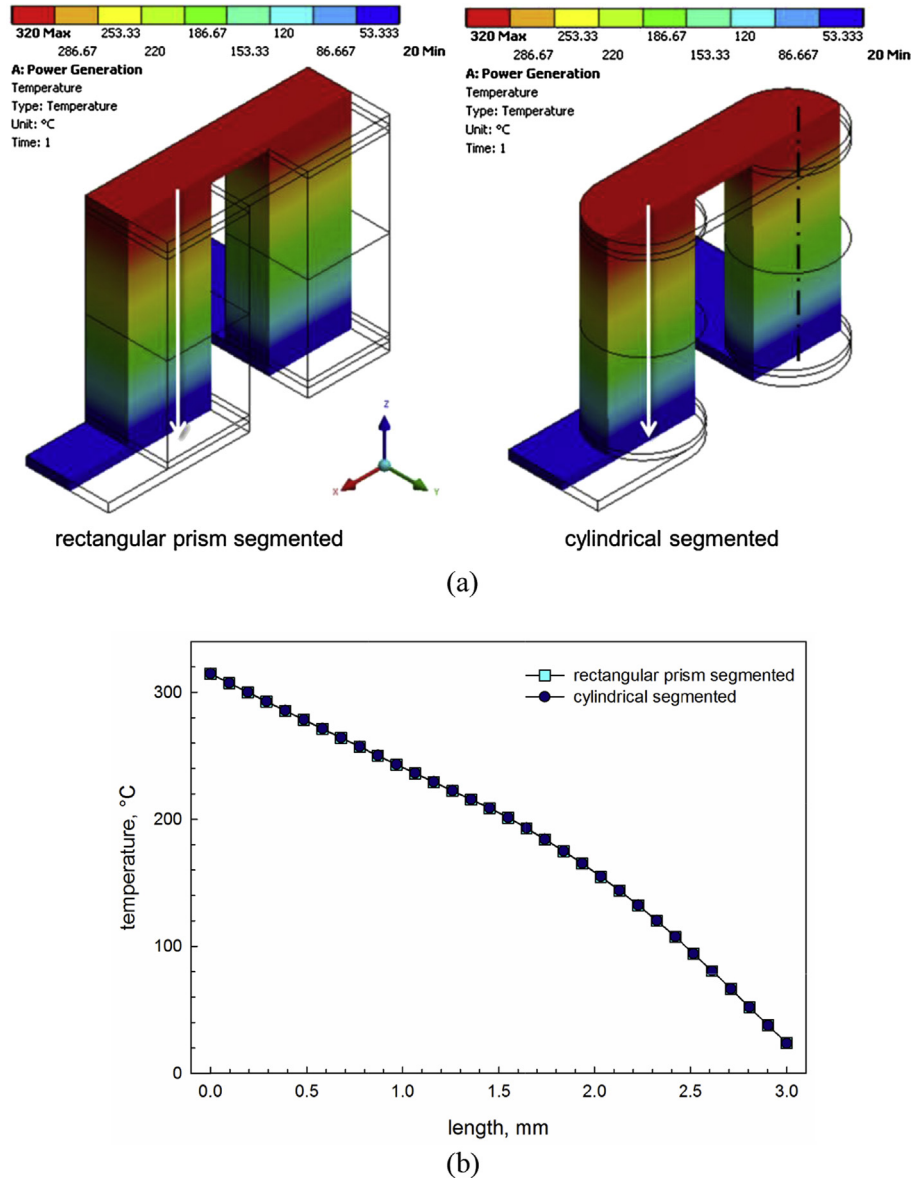 320 Max 253.33 186.67 120 53.333
286.67 220 153.33 86.667 20 Min
A: Power Generation
Temperature
Type: Temperature
Unit: °C
Time: 1
320 Max 253.33 186.67 120 53.333
286.67 220 153.33 86.667 20 Min
A: Power Generation
Temperature
Type: Temperature
Unit: °C
Time: 1
Z
X
Y
rectangular prism segmented
cylindrical segmented
(a)
rectangular prism segmented
cylindrical segmented
temperature, °C
300
200
100
0
0.0 0.5 1.0 1.5 2.0 2.5 3.0
length, mm
(b)